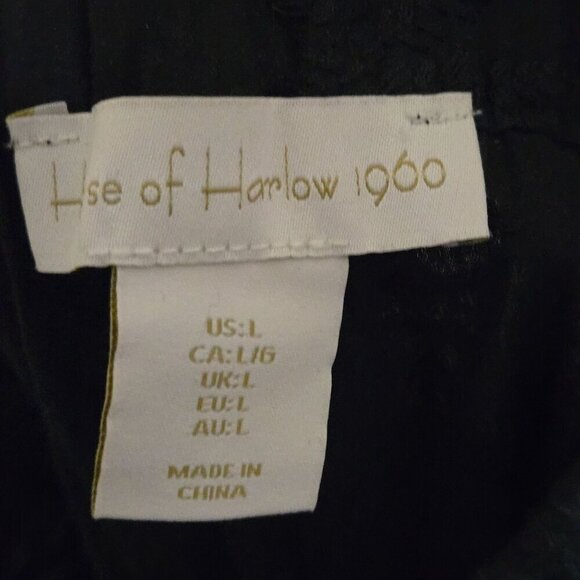 Hse of Harlow 1960
US:L
CA:L/G
UK:L
EU:L
AU:L
MADE IN
CHINA